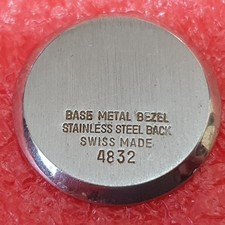 BASE METAL BEZEL
STAINLESS STEEL BACK
SWISS MADE
4832